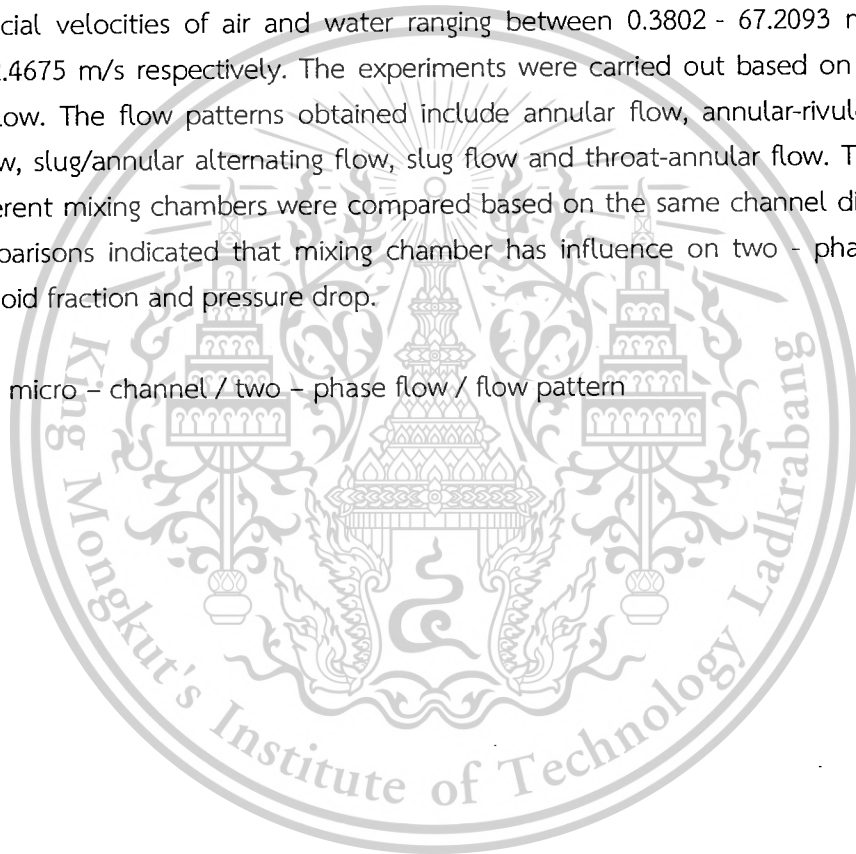 cial velocities of air and water ranging between 0.3802 - 67.2093
.4675 m/s respectively. The experiments were carried out based on
low. The flow patterns obtained include annular flow,
w, slug/annular alternating flow, slug flow and throat-annular flow.
erent mixing chambers were compared based on the same channel
parisons indicated that mixing chamber has influence on two - 
oid fraction and pressure drop.
micro – channel / two – phase flow / flow pattern
King Mongkut's Institute of Technology Ladkrabang